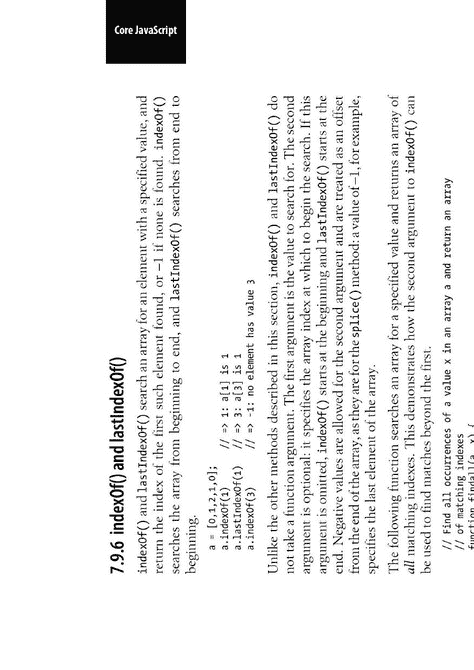 Core JavaScript
7.9.6 indexOf() and lastIndexOf()
indexOf() and lastIndexOf() search an array for an element with a specified value, and
return the index of the first such element found, or −1 if none is found. indexOf()
searches the array from beginning to end, and lastIndexOf() searches from end to
beginning.
a = [0,1,2,1,0];
a.indexOf(1) // => 1: a[1] is 1
a.lastIndexOf(1) // => 3: a[3] is 1
a.indexOf(3) // => -1: no element has value 3
Unlike the other methods described in this section, indexOf() and lastIndexOf() do
not take a function argument. The first argument is the value to search for. The second
argument is optional: it specifies the array index at which to begin the search. If this
argument is omitted, indexOf() starts at the beginning and lastIndexOf() starts at the
end. Negative values are allowed for the second argument and are treated as an offset
from the end of the array, as they are for the splice() method: a value of −1, for example,
specifies the last element of the array.
The following function searches an array for a specified value and returns an array of
all matching indexes. This demonstrates how the second argument to indexOf() can
be used to find matches beyond the first.
// Find all occurrences of a value x in an array a and return an array
// of matching indexes
function findall(a, x) {